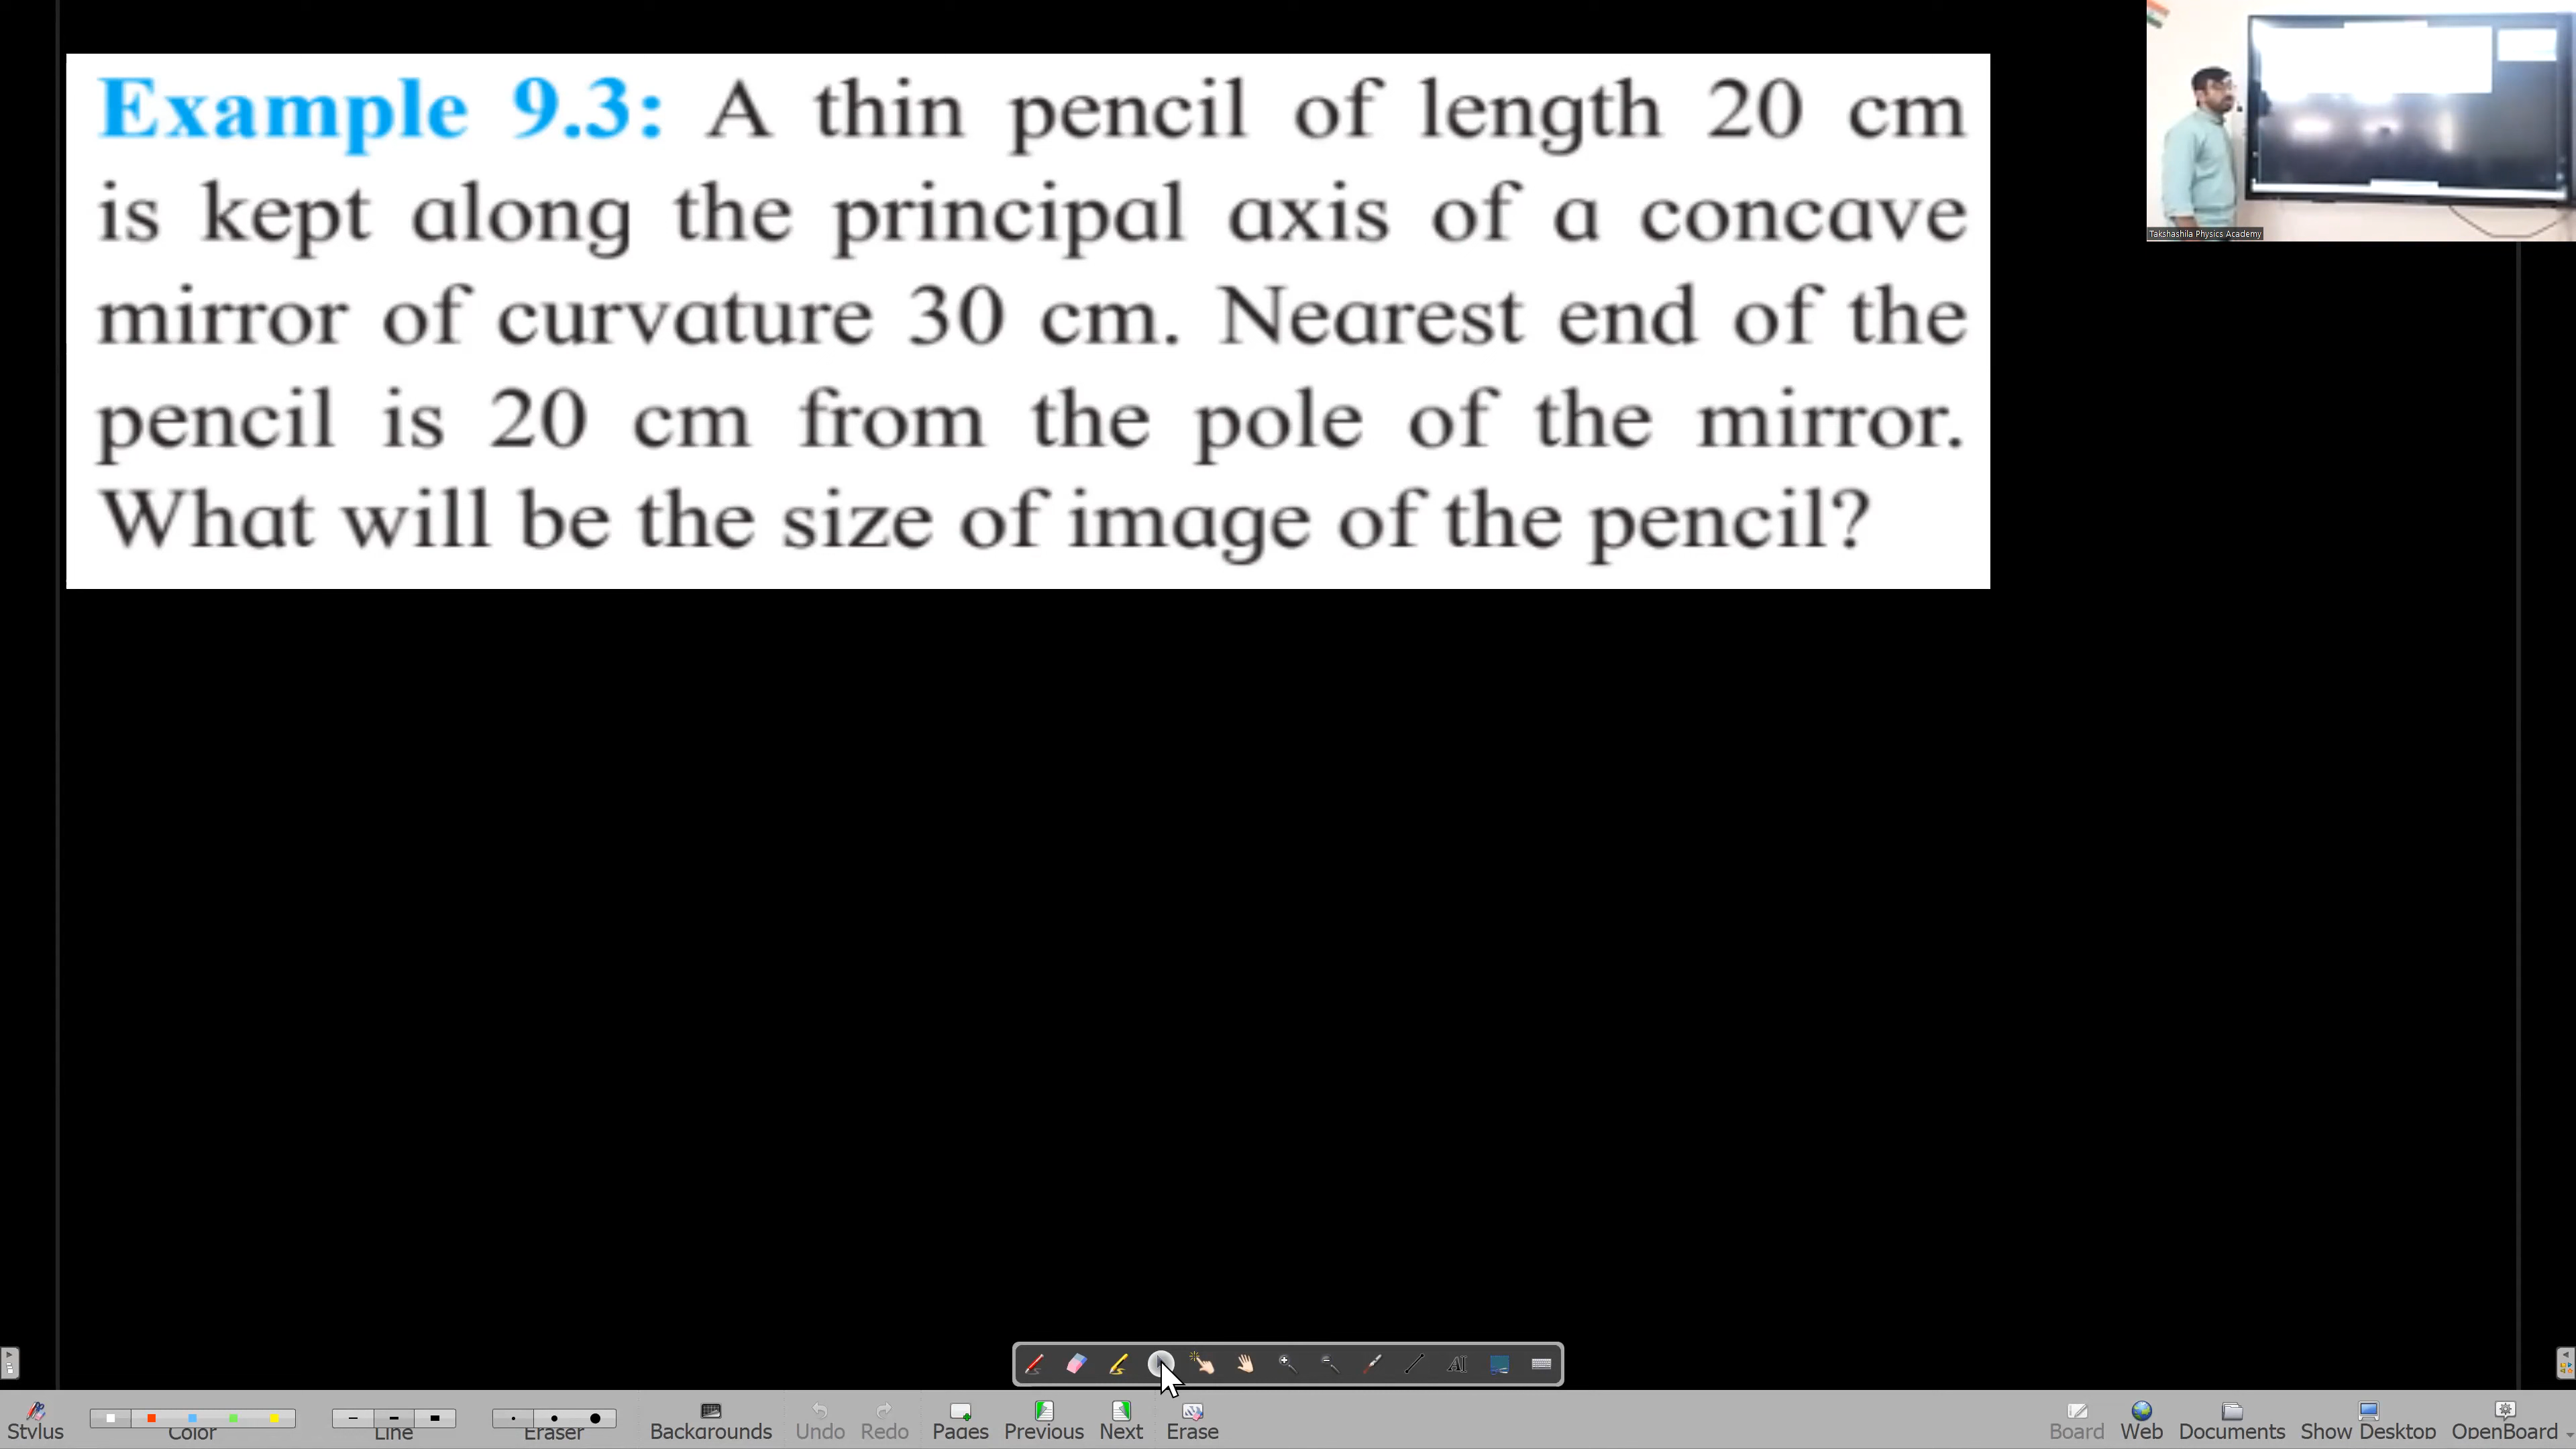 Example 9.3: A thin pencil of length 20 cm
is kept along the principal axis of a concave
mirror of curvature 30 cm. Nearest end of the
pencil is 20 cm from the pole of the mirror.
What will be the size of image of the pencil?
Takshashila Physics Academy
Stylus Color Line Eraser Backgrounds Undo Redo Pages Previous Next Erase Board Web Documents Show Desktop OpenBoard